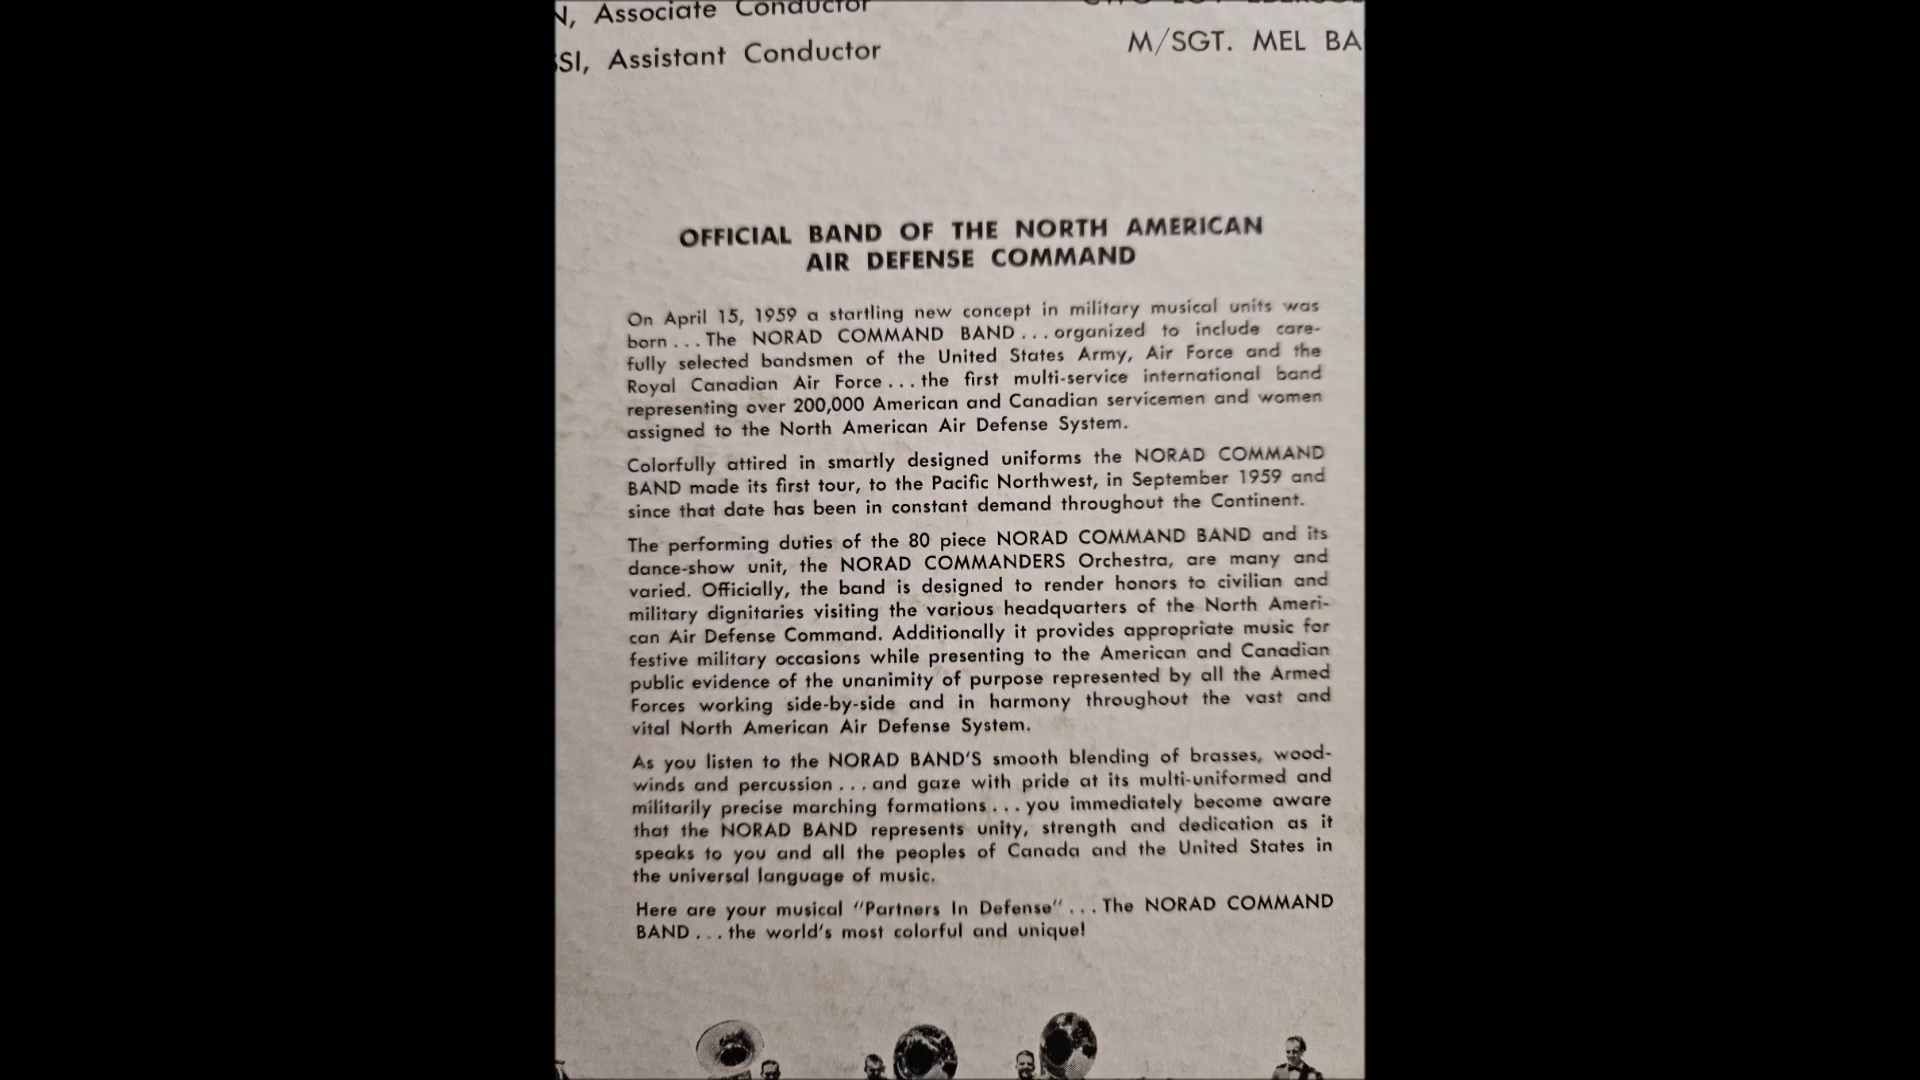 Associate Conductor
Assistant Conductor
M/SGT. MEL
OFFICIAL BAND OF THE NORTH AMERICAN
AIR DEFENSE COMMAND
On April 15, 1959 a startling new concept in military musical units was
born . . . The NORAD COMMAND BAND . . . organized to include care-
fully selected bandsmen of the United States Army, Air Force and the
Royal Canadian Air Force . . . the first multi-service international band
representing over 200,000 American and Canadian servicemen and women
assigned to the North American Air Defense System.
Colorfully attired in smartly designed uniforms the NORAD COMMAND
BAND made its first tour, to the Pacific Northwest, in September 1959 and
since that date has been in constant demand throughout the Continent.
The performing duties of the 80 piece NORAD COMMAND BAND and its
dance-show unit, the NORAD COMMANDERS Orchestra, are many and
varied. Officially, the band is designed to render honors to civilian and
military dignitaries visiting the various headquarters of the North Ameri-
can Air Defense Command. Additionally it provides appropriate music for
festive military occasions while presenting to the American and Canadian
public evidence of the unanimity of purpose represented by all the Armed
Forces working side-by-side and in harmony throughout the vast and
vital North American Air Defense System.
As you listen to the NORAD BAND'S smooth blending of brasses, wood-
winds and percussion . . . and gaze with pride at its multi-uniformed and
militarily precise marching formations . . . you immediately become aware
that the NORAD BAND represents unity, strength and dedication as it
speaks to you and all the peoples of Canada and the United States in
the universal language of music.
Here are your musical "Partners In Defense" . . . The NORAD COMMAND
BAND . . . the world's most colorful and unique!